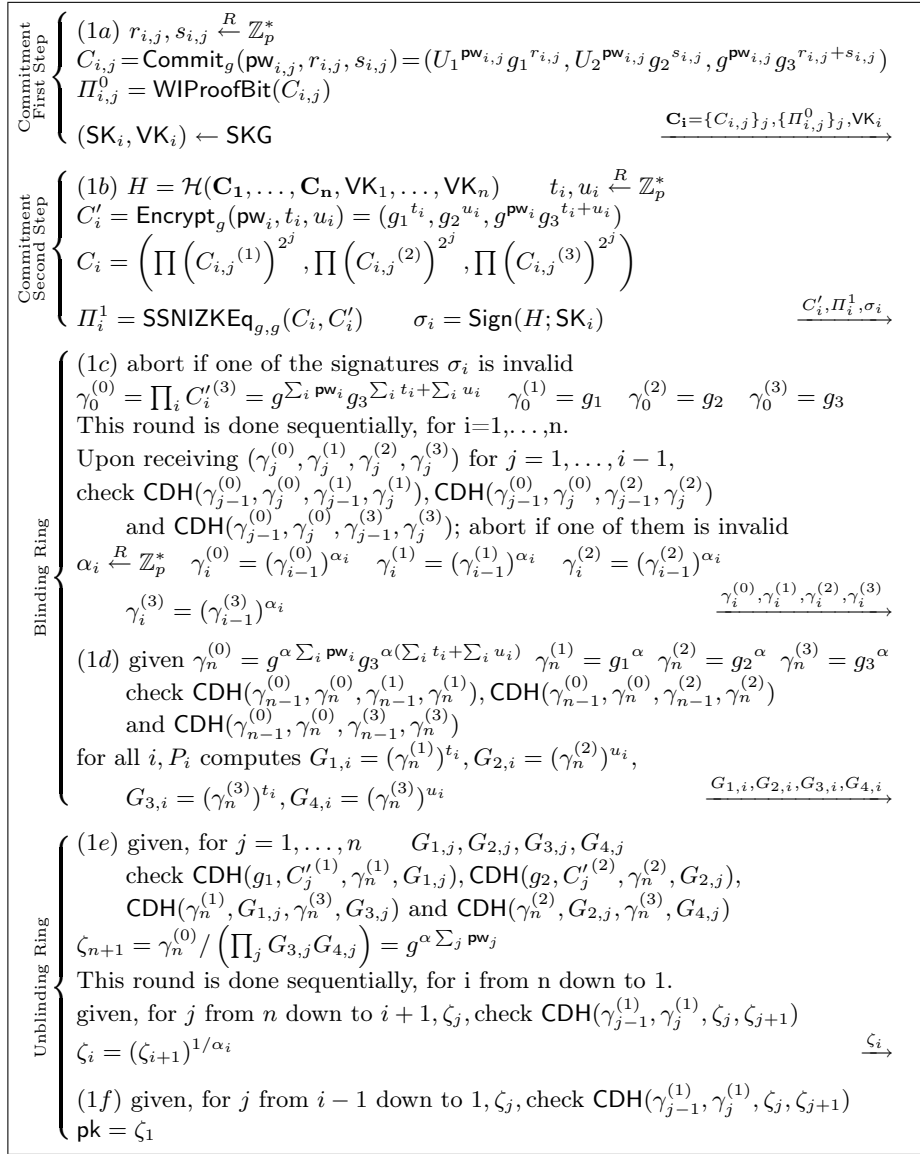 Commitment
First Step
(1a) r_{i,j}, s_{i,j} ←^R ℤ_p^*
C_{i,j} = Commit_g(pw_{i,j}, r_{i,j}, s_{i,j}) = (U_1^{pw_{i,j}} g_1^{r_{i,j}}, U_2^{pw_{i,j}} g_2^{s_{i,j}}, g^{pw_{i,j}} g_3^{r_{i,j}+s_{i,j}})
Π_{i,j}^0 = WIProofBit(C_{i,j})
(SK_i, VK_i) ← SKG    C_i={C_{i,j}}_j,{Π_{i,j}^0}_j,VK_i →
Commitment
Second Step
(1b) H = ℋ(C_1, . . . , C_n, VK_1, . . . , VK_n)    t_i, u_i ←^R ℤ_p^*
C'_i = Encrypt_g(pw_i, t_i, u_i) = (g_1^{t_i}, g_2^{u_i}, g^{pw_i} g_3^{t_i+u_i})
C_i = (∏ (C_{i,j}^{(1)})^{2^j}, ∏ (C_{i,j}^{(2)})^{2^j}, ∏ (C_{i,j}^{(3)})^{2^j})
Π_i^1 = SSNIZKEq_{g,g}(C_i, C'_i)    σ_i = Sign(H; SK_i)    C'_i,Π_i^1,σ_i →
Blinding Ring
(1c) abort if one of the signatures σ_i is invalid
γ_0^{(0)} = ∏_i C'_i^{(3)} = g^{∑_i pw_i} g_3^{∑_i t_i+∑_i u_i}    γ_0^{(1)} = g_1    γ_0^{(2)} = g_2    γ_0^{(3)} = g_3
This round is done sequentially, for i=1,. . . ,n.
Upon receiving (γ_j^{(0)}, γ_j^{(1)}, γ_j^{(2)}, γ_j^{(3)}) for j = 1, . . . , i − 1,
check CDH(γ_{j−1}^{(0)}, γ_j^{(0)}, γ_{j−1}^{(1)}, γ_j^{(1)}), CDH(γ_{j−1}^{(0)}, γ_j^{(0)}, γ_{j−1}^{(2)}, γ_j^{(2)})
and CDH(γ_{j−1}^{(0)}, γ_j^{(0)}, γ_{j−1}^{(3)}, γ_j^{(3)}); abort if one of them is invalid
α_i ←^R ℤ_p^*    γ_i^{(0)} = (γ_{i−1}^{(0)})^{α_i}    γ_i^{(1)} = (γ_{i−1}^{(1)})^{α_i}    γ_i^{(2)} = (γ_{i−1}^{(2)})^{α_i}
γ_i^{(3)} = (γ_{i−1}^{(3)})^{α_i}    γ_i^{(0)},γ_i^{(1)},γ_i^{(2)},γ_i^{(3)} →
(1d) given γ_n^{(0)} = g^{α ∑_i pw_i} g_3^{α(∑_i t_i+∑_i u_i)}    γ_n^{(1)} = g_1^α    γ_n^{(2)} = g_2^α    γ_n^{(3)} = g_3^α
check CDH(γ_{n−1}^{(0)}, γ_n^{(0)}, γ_{n−1}^{(1)}, γ_n^{(1)}), CDH(γ_{n−1}^{(0)}, γ_n^{(0)}, γ_{n−1}^{(2)}, γ_n^{(2)})
and CDH(γ_{n−1}^{(0)}, γ_n^{(0)}, γ_{n−1}^{(3)}, γ_n^{(3)})
for all i, P_i computes G_{1,i} = (γ_n^{(1)})^{t_i}, G_{2,i} = (γ_n^{(2)})^{u_i},
G_{3,i} = (γ_n^{(3)})^{t_i}, G_{4,i} = (γ_n^{(3)})^{u_i}    G_{1,i},G_{2,i},G_{3,i},G_{4,i} →
Unblinding Ring
(1e) given, for j = 1, . . . , n    G_{1,j}, G_{2,j}, G_{3,j}, G_{4,j}
check CDH(g_1, C'_j^{(1)}, γ_n^{(1)}, G_{1,j}), CDH(g_2, C'_j^{(2)}, γ_n^{(2)}, G_{2,j}),
CDH(γ_n^{(1)}, G_{1,j}, γ_n^{(3)}, G_{3,j}) and CDH(γ_n^{(2)}, G_{2,j}, γ_n^{(3)}, G_{4,j})
ζ_{n+1} = γ_n^{(0)}/(∏_j G_{3,j}G_{4,j}) = g^{α ∑_j pw_j}
This round is done sequentially, for i from n down to 1.
given, for j from n down to i + 1, ζ_j, check CDH(γ_{j−1}^{(1)}, γ_j^{(1)}, ζ_j, ζ_{j+1})
ζ_i = (ζ_{i+1})^{1/α_i}    ζ_i →
(1f) given, for j from i − 1 down to 1, ζ_j, check CDH(γ_{j−1}^{(1)}, γ_j^{(1)}, ζ_j, ζ_{j+1})
pk = ζ_1